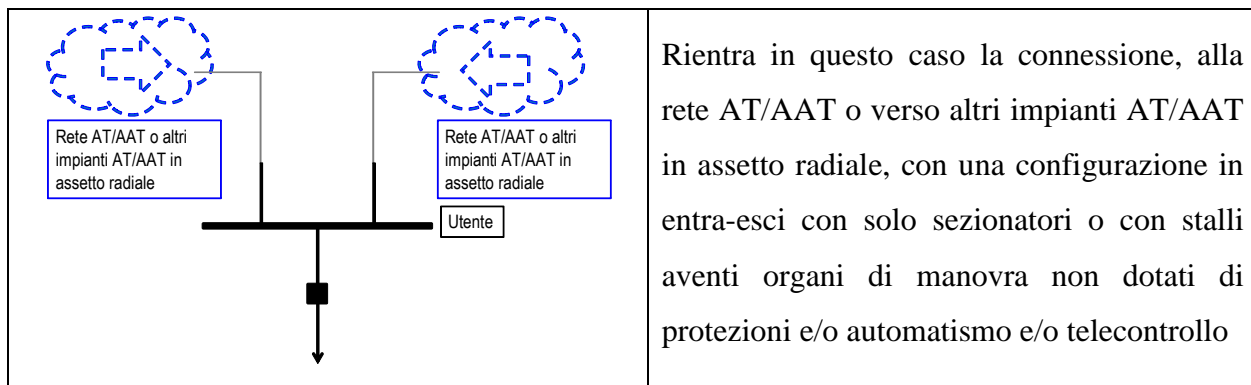 Rete AT/AAT o altri
impianti AT/AAT in
assetto radiale
Rete AT/AAT o altri
impianti AT/AAT in
assetto radiale
Utente
Rientra in questo caso la connessione, alla
rete AT/AAT o verso altri impianti AT/AAT
in assetto radiale, con una configurazione in
entra-esci con solo sezionatori o con stalli
aventi organi di manovra non dotati di
protezioni e/o automatismo e/o telecontrollo